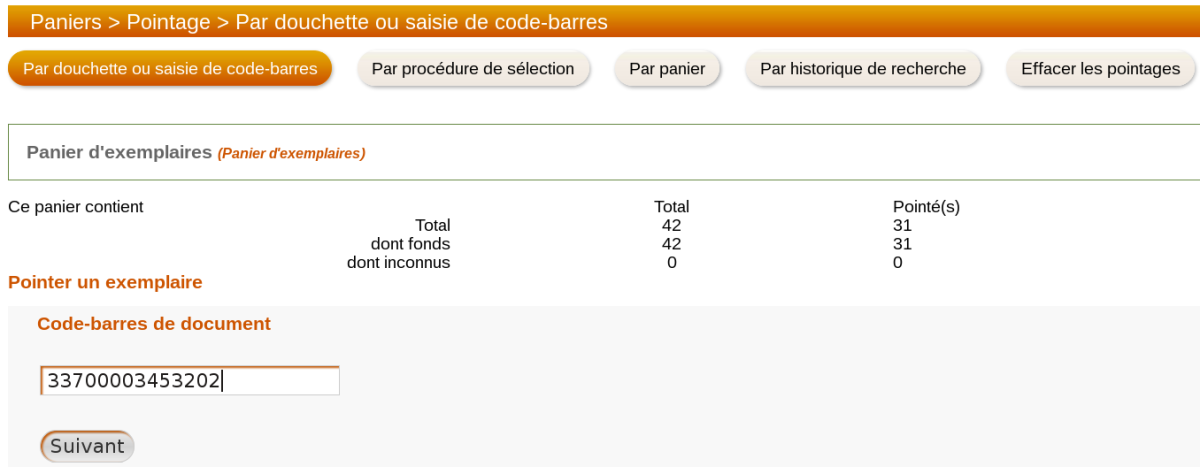 Paniers > Pointage > Par douchette ou saisie de code-barres
Par douchette ou saisie de code-barres Par procédure de sélection Par panier Par historique de recherche Effacer les pointages
Panier d'exemplaires (Panier d'exemplaires)
Ce panier contient Total Pointé(s)
Total 42 31
dont fonds 42 31
dont inconnus 0 0
Pointer un exemplaire
Code-barres de document
33700003453202
Suivant